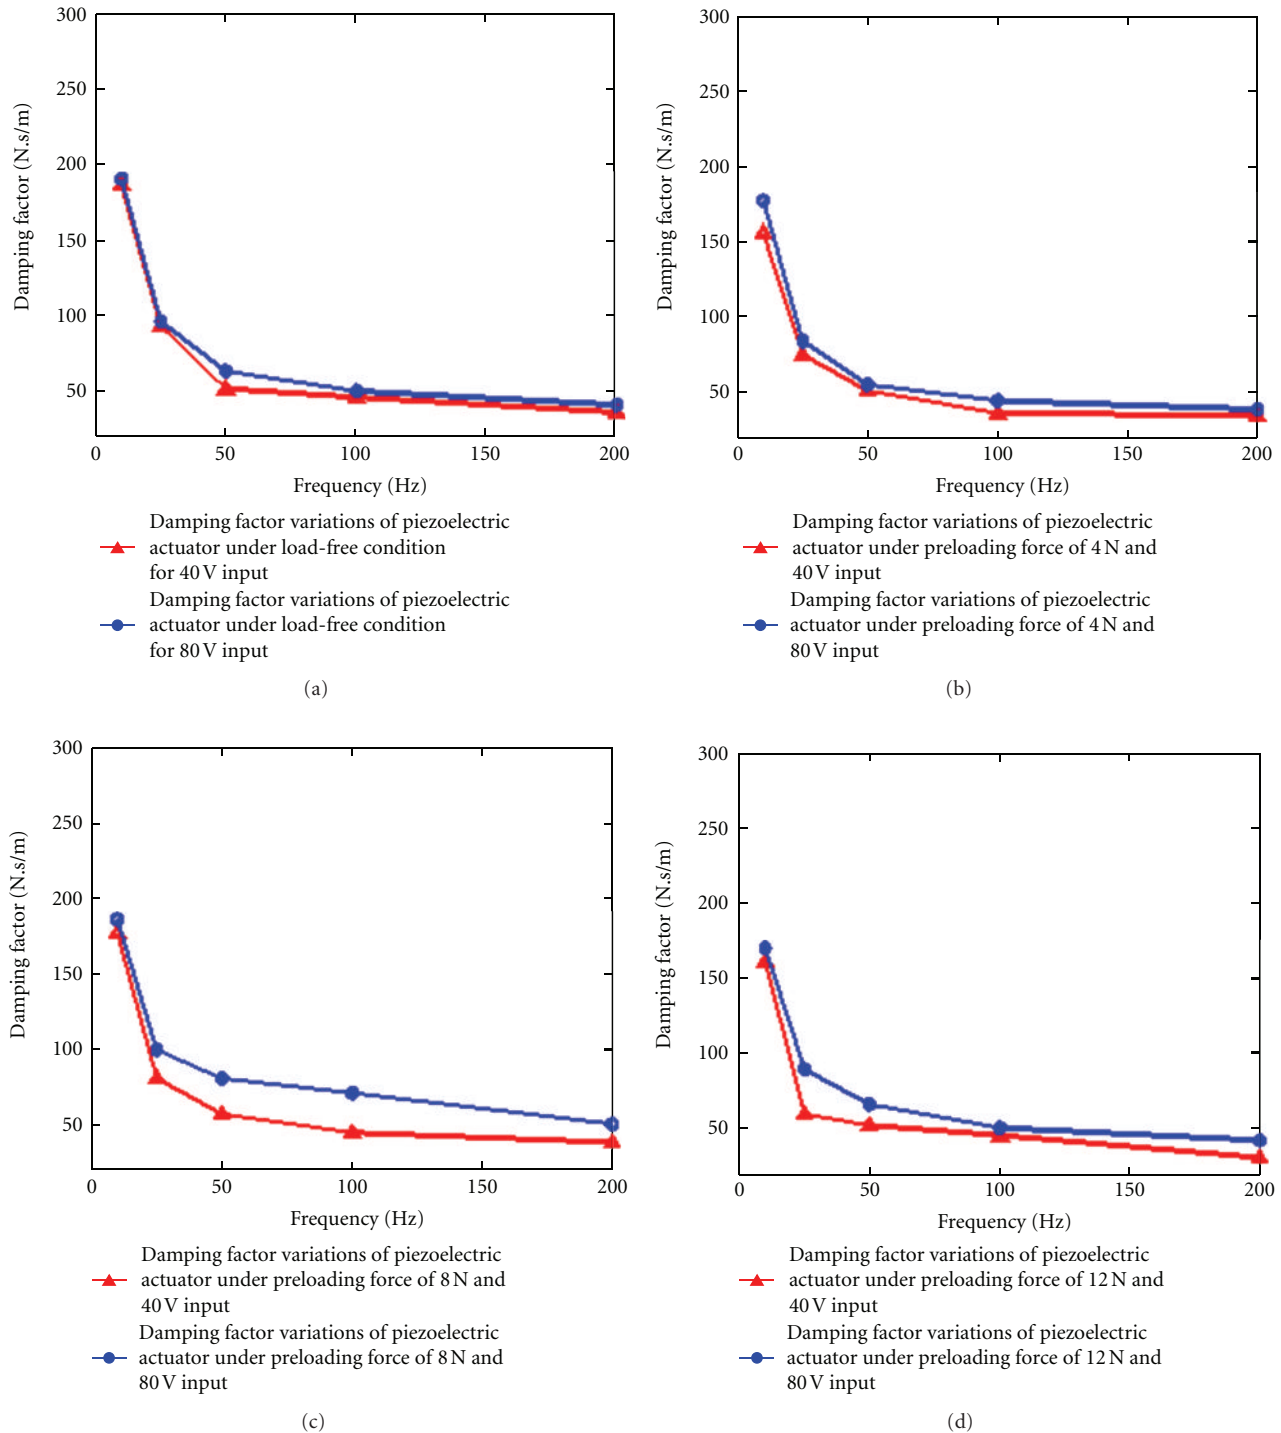 300
250
200
150
100
50
Damping factor (N.s/m)
0 50 100 150 200
Frequency (Hz)
Damping factor variations of piezoelectric
actuator under load-free condition
for 40 V input
Damping factor variations of piezoelectric
actuator under load-free condition
for 80 V input
(a)
300
250
200
150
100
50
Damping factor (N.s/m)
0 50 100 150 200
Frequency (Hz)
Damping factor variations of piezoelectric
actuator under preloading force of 4 N and
40 V input
Damping factor variations of piezoelectric
actuator under preloading force of 4 N and
80 V input
(b)
300
250
200
150
100
50
Damping factor (N.s/m)
0 50 100 150 200
Frequency (Hz)
Damping factor variations of piezoelectric
actuator under preloading force of 8 N and
40 V input
Damping factor variations of piezoelectric
actuator under preloading force of 8 N and
80 V input
(c)
300
250
200
150
100
50
Damping factor (N.s/m)
0 50 100 150 200
Frequency (Hz)
Damping factor variations of piezoelectric
actuator under preloading force of 12 N and
40 V input
Damping factor variations of piezoelectric
actuator under preloading force of 12 N and
80 V input
(d)